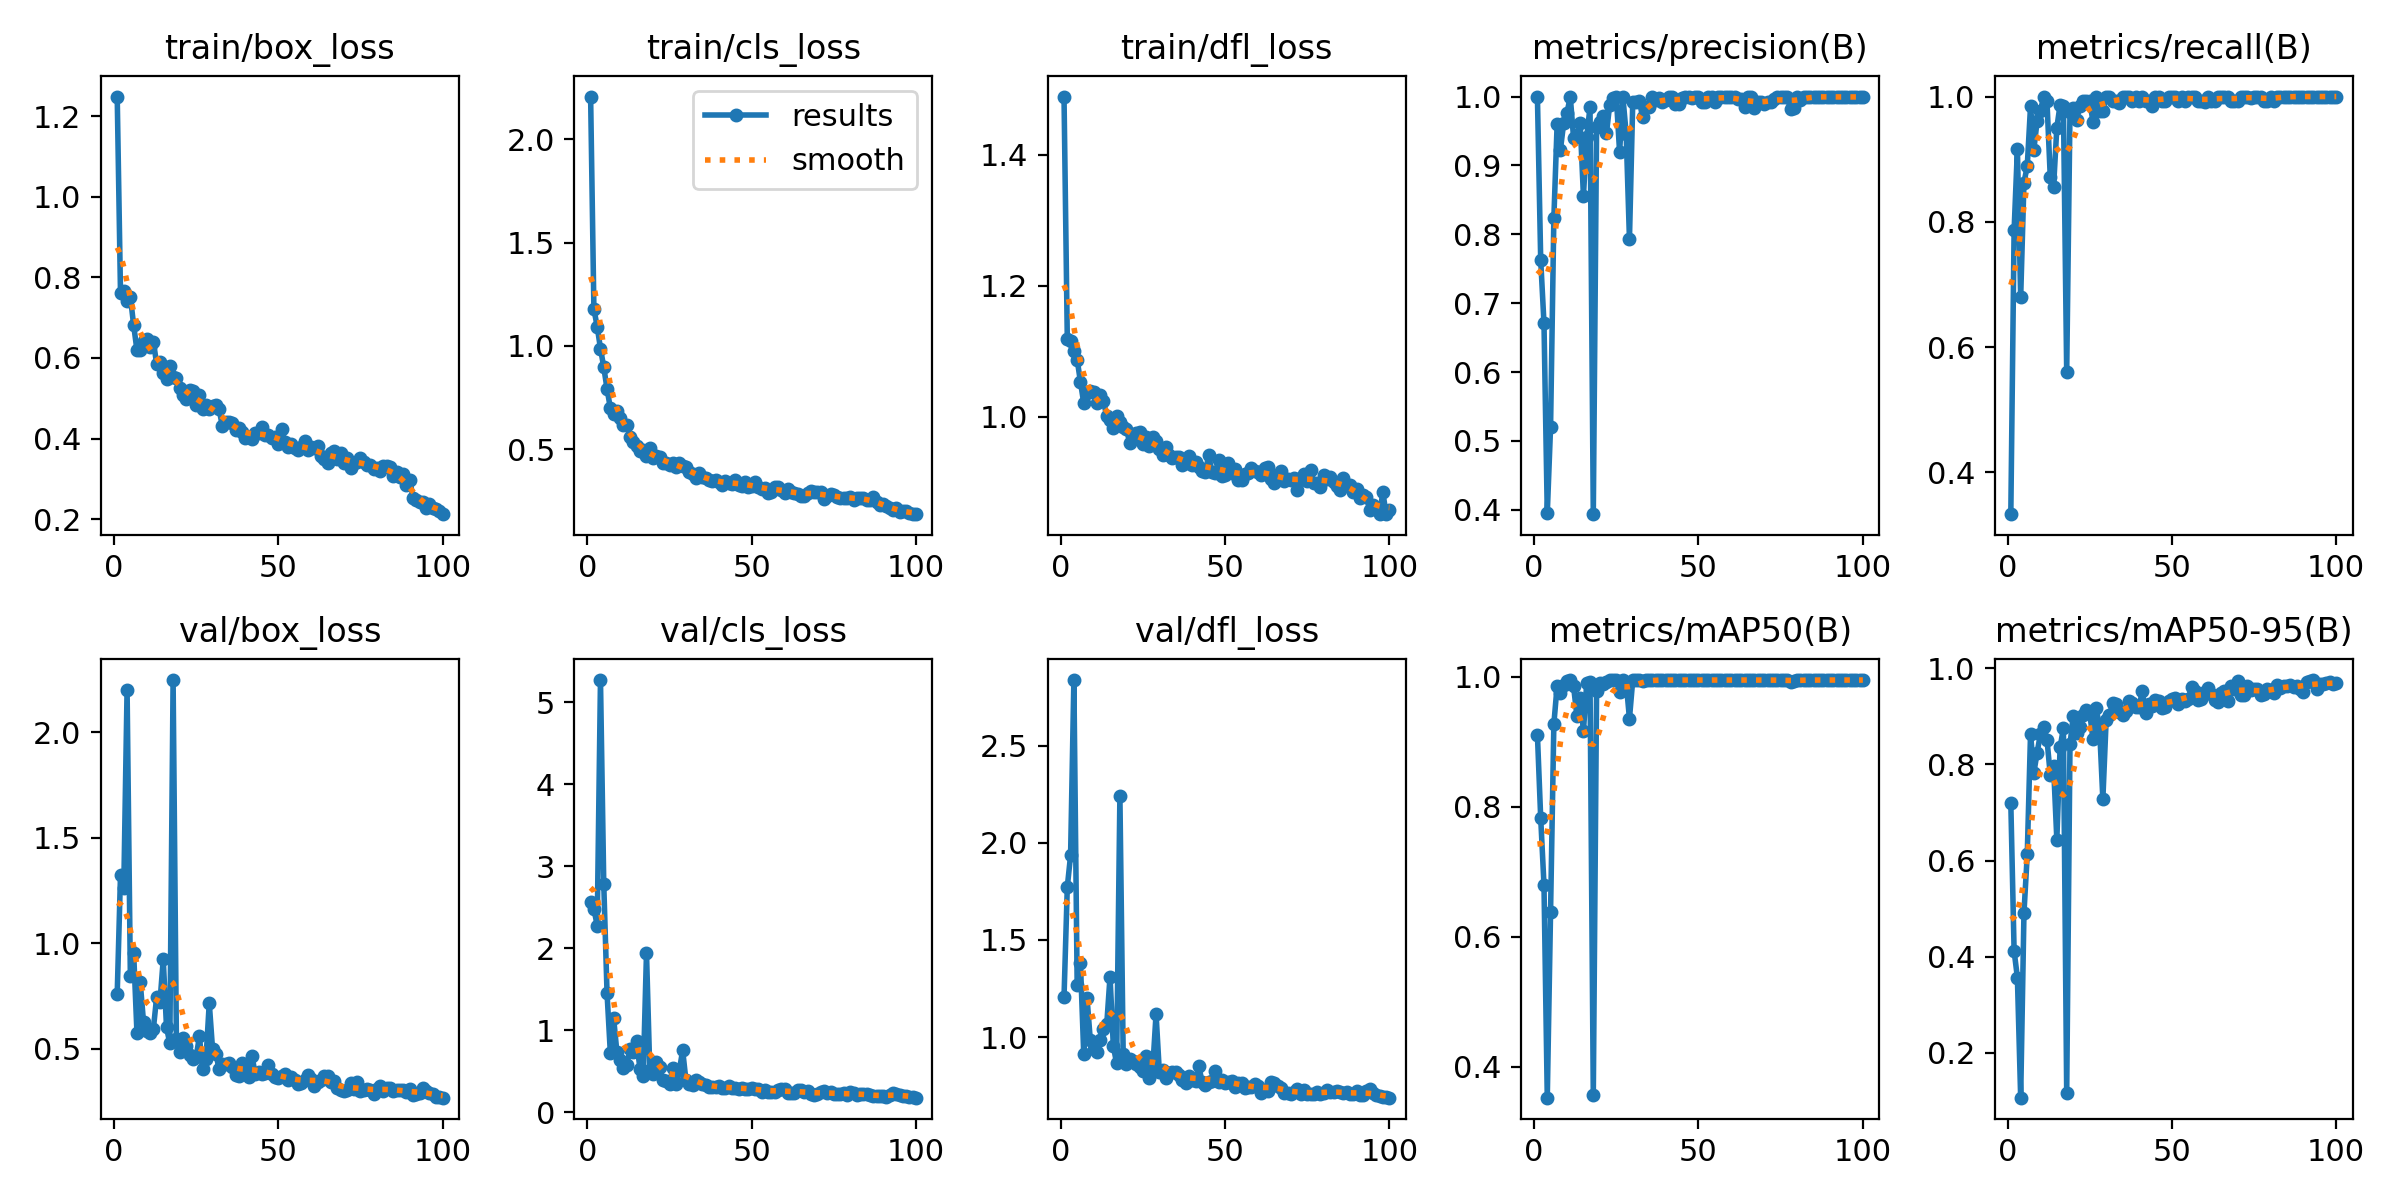 train/box_loss
train/cls_loss
train/dfl_loss
metrics/precision(B)
metrics/recall(B)
1.2
1.0
0.8
0.6
0.4
0.2
0 50 100
2.0
1.5
1.0
0.5
0 50 100
results
smooth
1.4
1.2
1.0
0 50 100
1.0
0.9
0.8
0.7
0.6
0.5
0.4
0 50 100
1.0
0.8
0.6
0.4
0 50 100
val/box_loss
val/cls_loss
val/dfl_loss
metrics/mAP50(B)
metrics/mAP50-95(B)
2.0
1.5
1.0
0.5
0 50 100
5
4
3
2
1
0
0 50 100
2.5
2.0
1.5
1.0
0 50 100
1.0
0.8
0.6
0.4
0 50 100
1.0
0.8
0.6
0.4
0.2
0 50 100